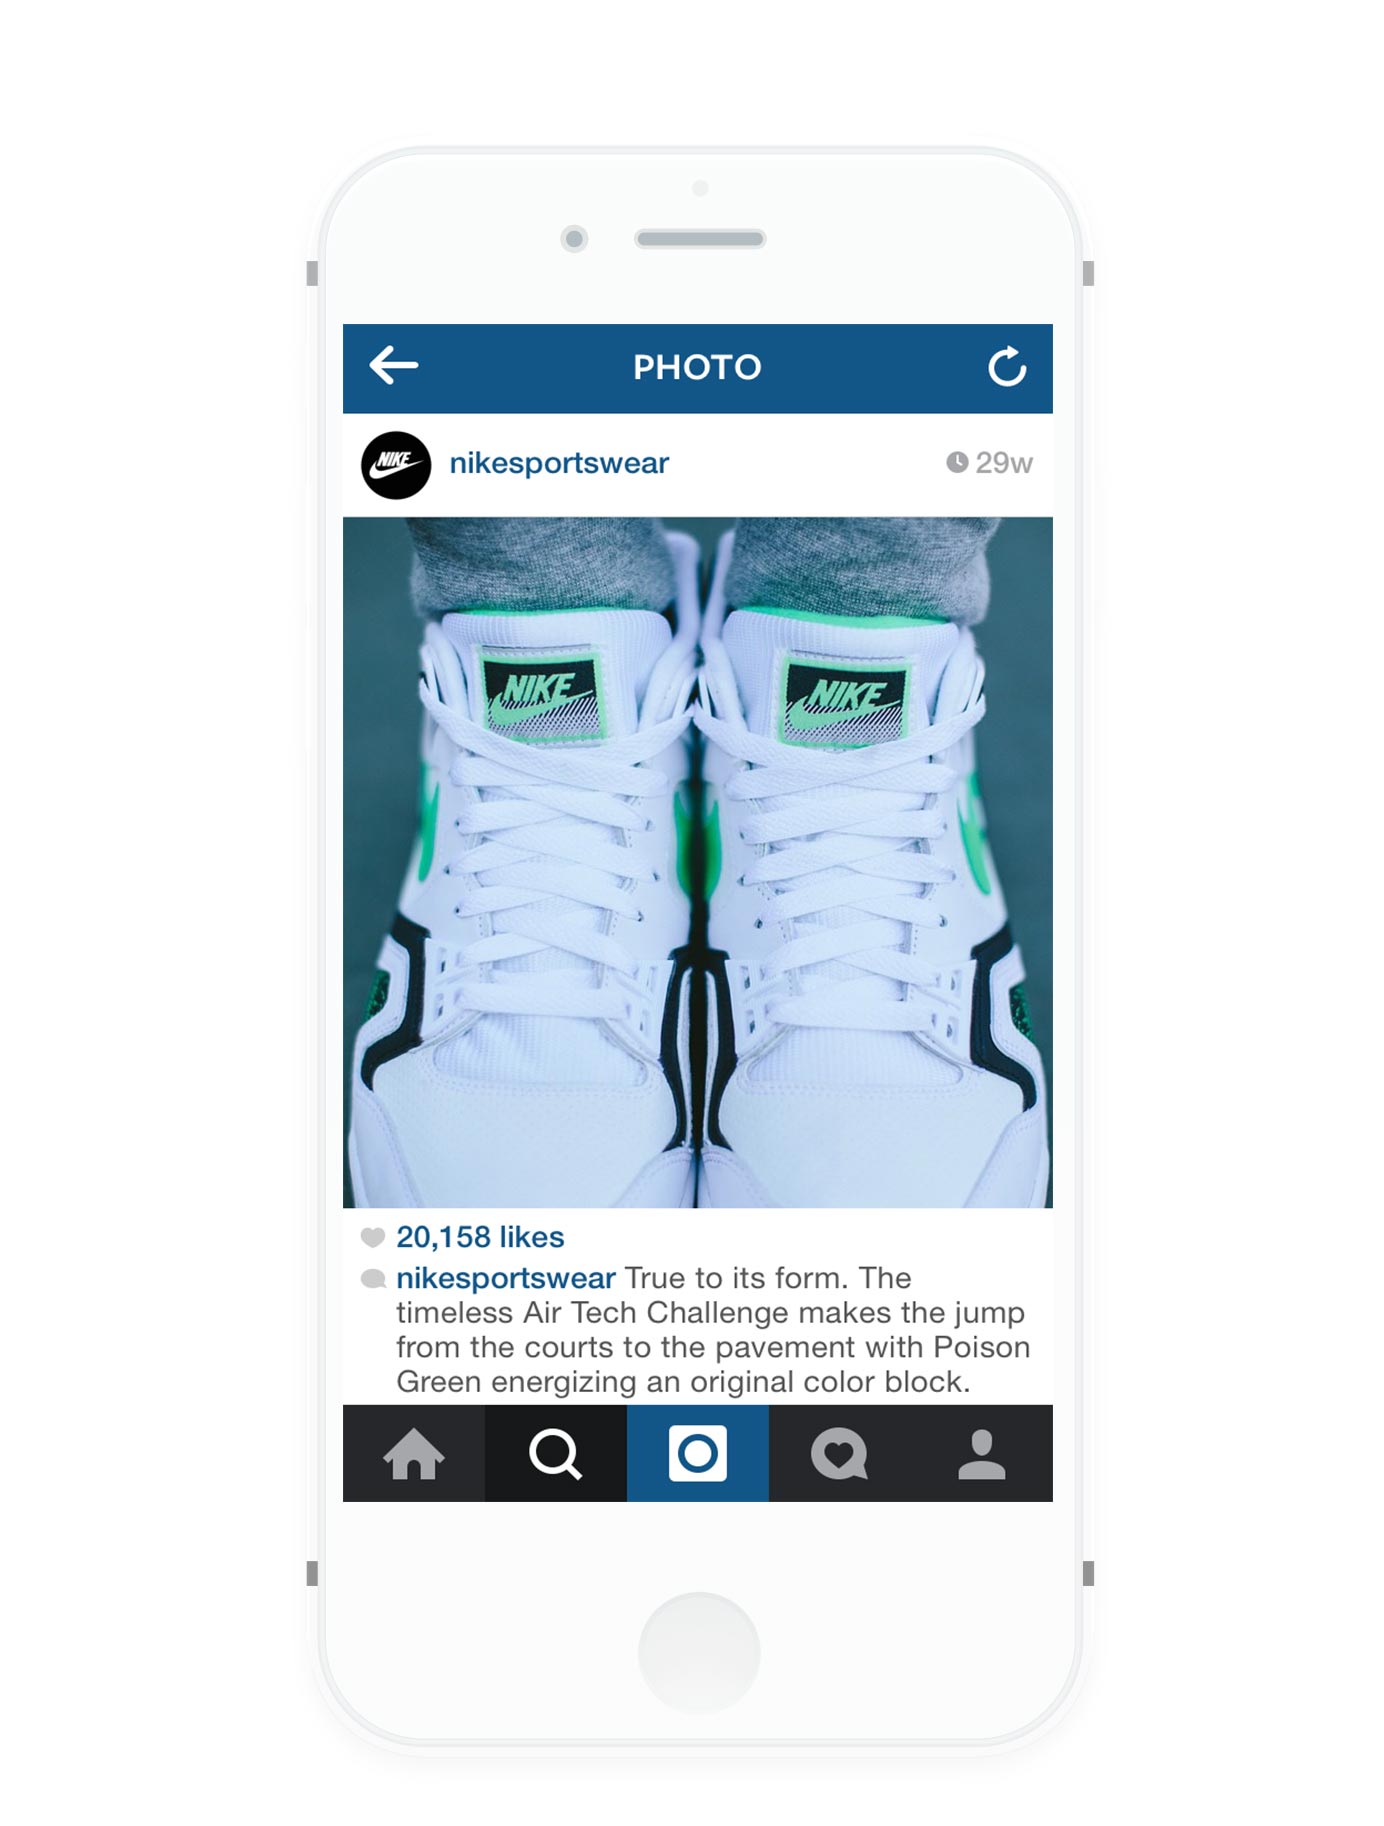 PHOTO
NIKE
nikesportswear
29w
NIKE
NIKE
20,158 likes
nikesportswear True to its form. The
timeless Air Tech Challenge makes the jump
from the courts to the pavement with Poison
Green energizing an original color block.